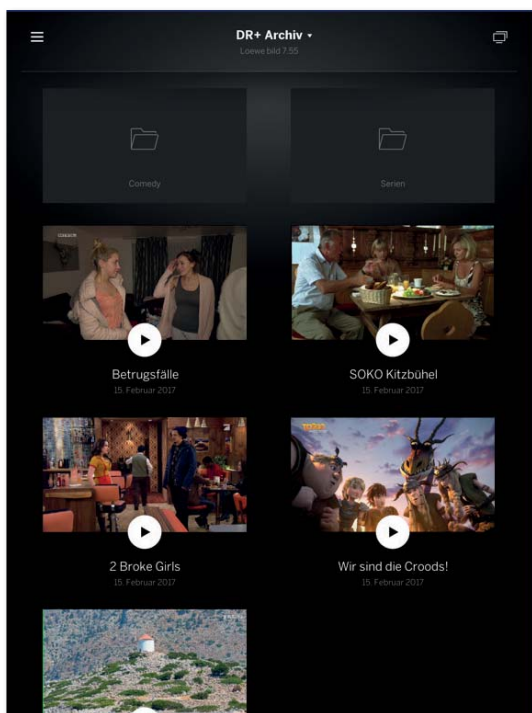 DR+ Archiv
Loewe bild 7.55
Comedy
Serien
Betrugsfälle
15. Februar 2017
SOKO Kitzbühel
15. Februar 2017
2 Broke Girls
15. Februar 2017
Wir sind die Croods!
15. Februar 2017